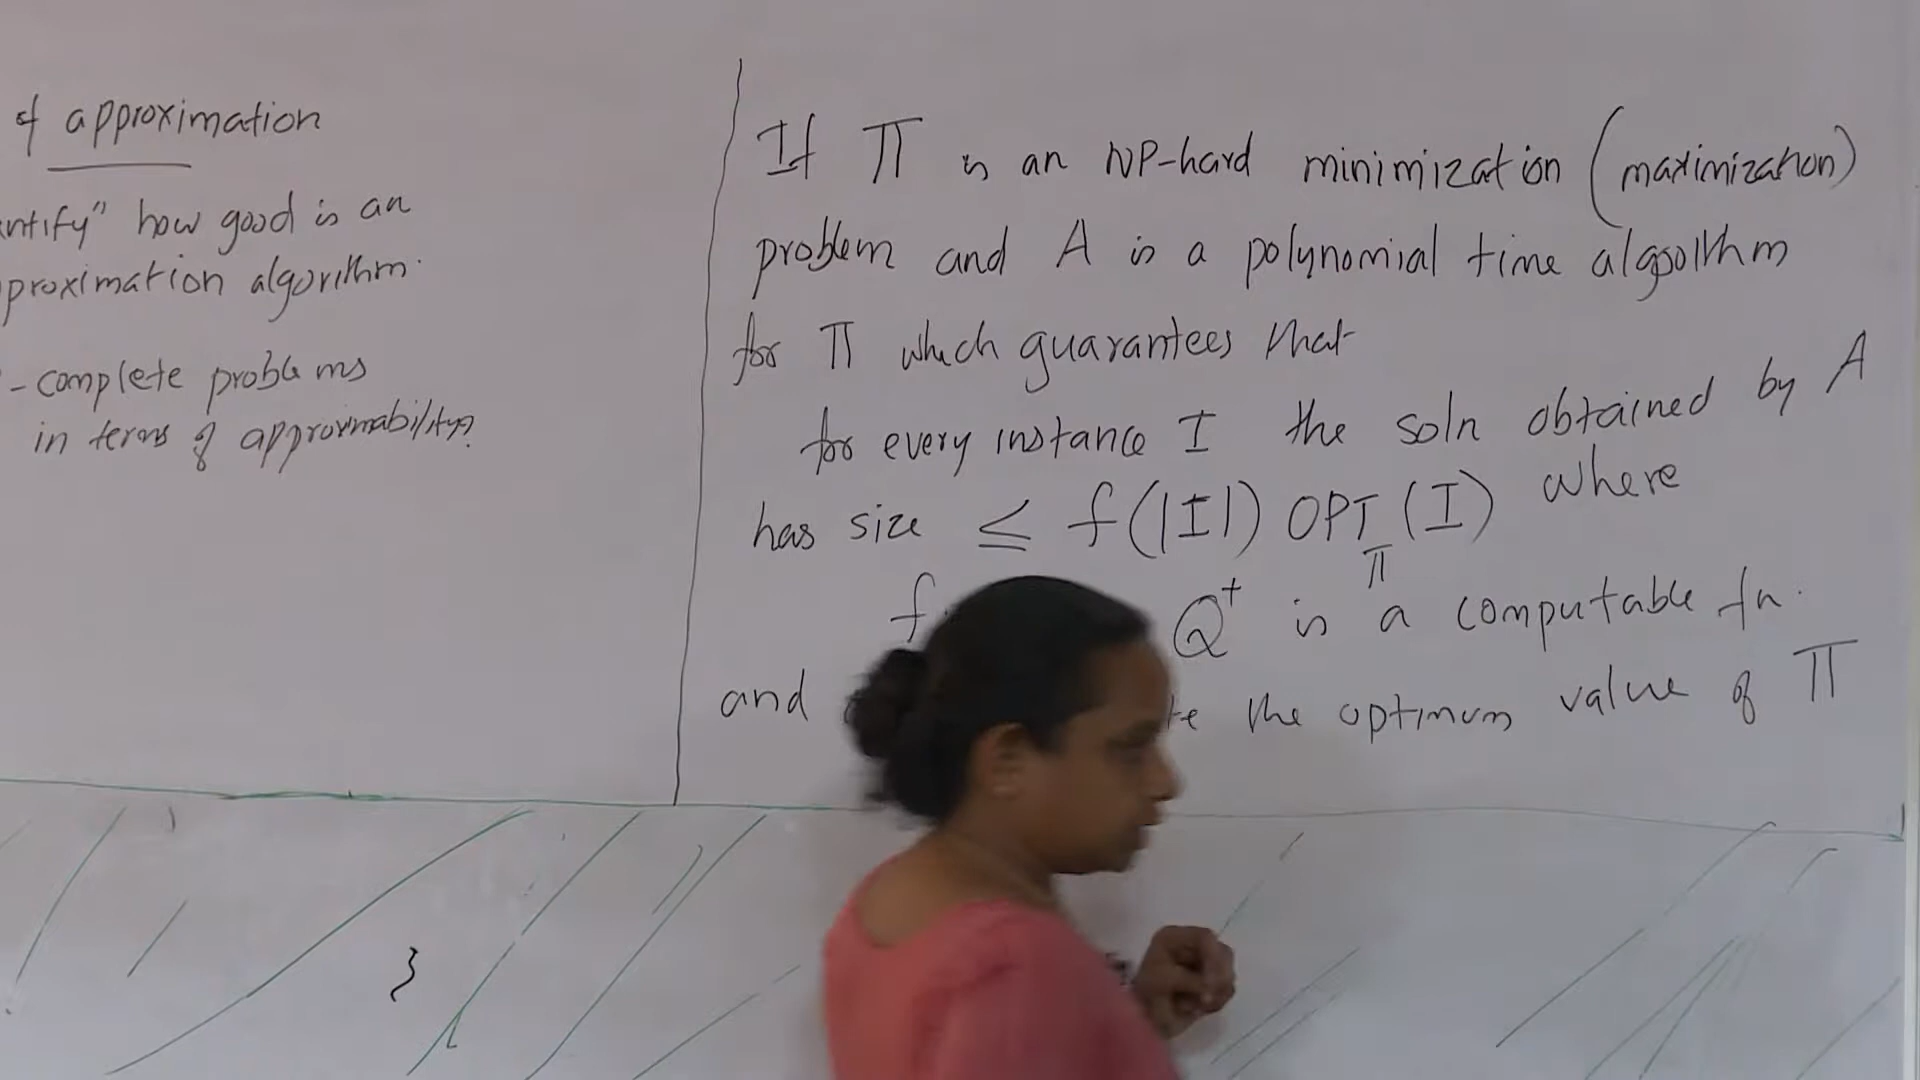 of approximation
how good is an
approximation algorithm.
-complete problems
in terms of approximability?
If Π is an NP-hard minimization (maximization)
problem and A is a polynomial time algorithm
for Π which guarantees that
for every instance I the soln obtained by A
has size ≤ f(|I|) OPT_Π(I) where
f Q⁺ is a computable fn.
and the optimum value of Π